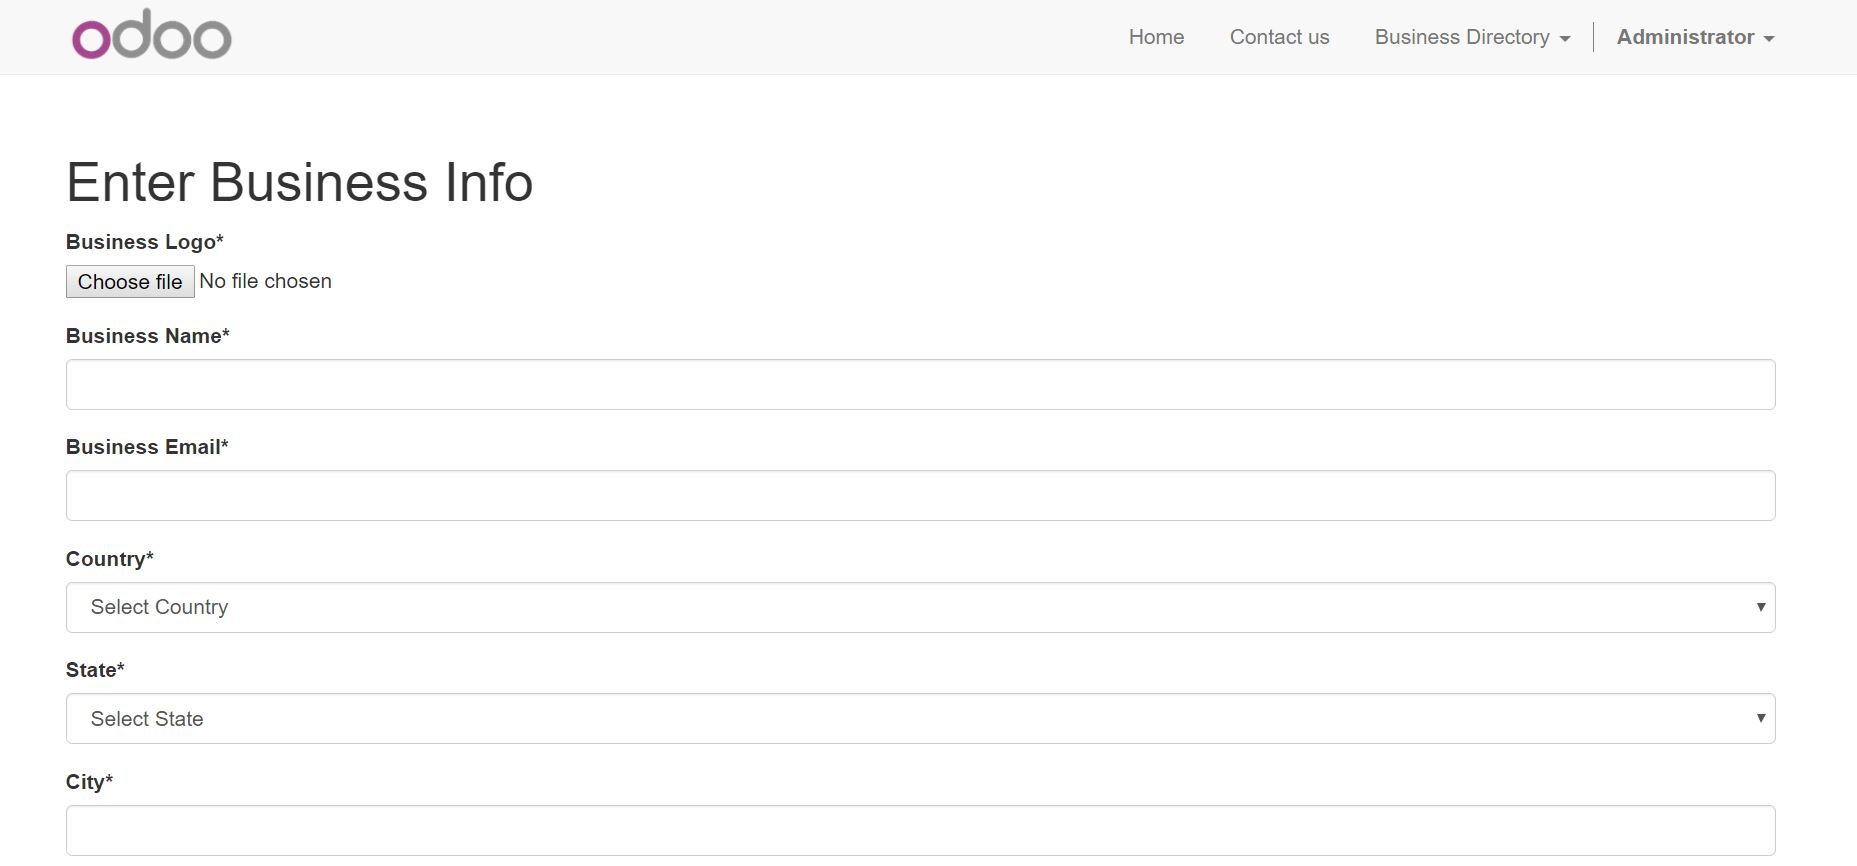 odoo
Home Contact us Business Directory Administrator
Enter Business Info
Business Logo*
Choose file No file chosen
Business Name*
Business Email*
Country*
Select Country
State*
Select State
City*